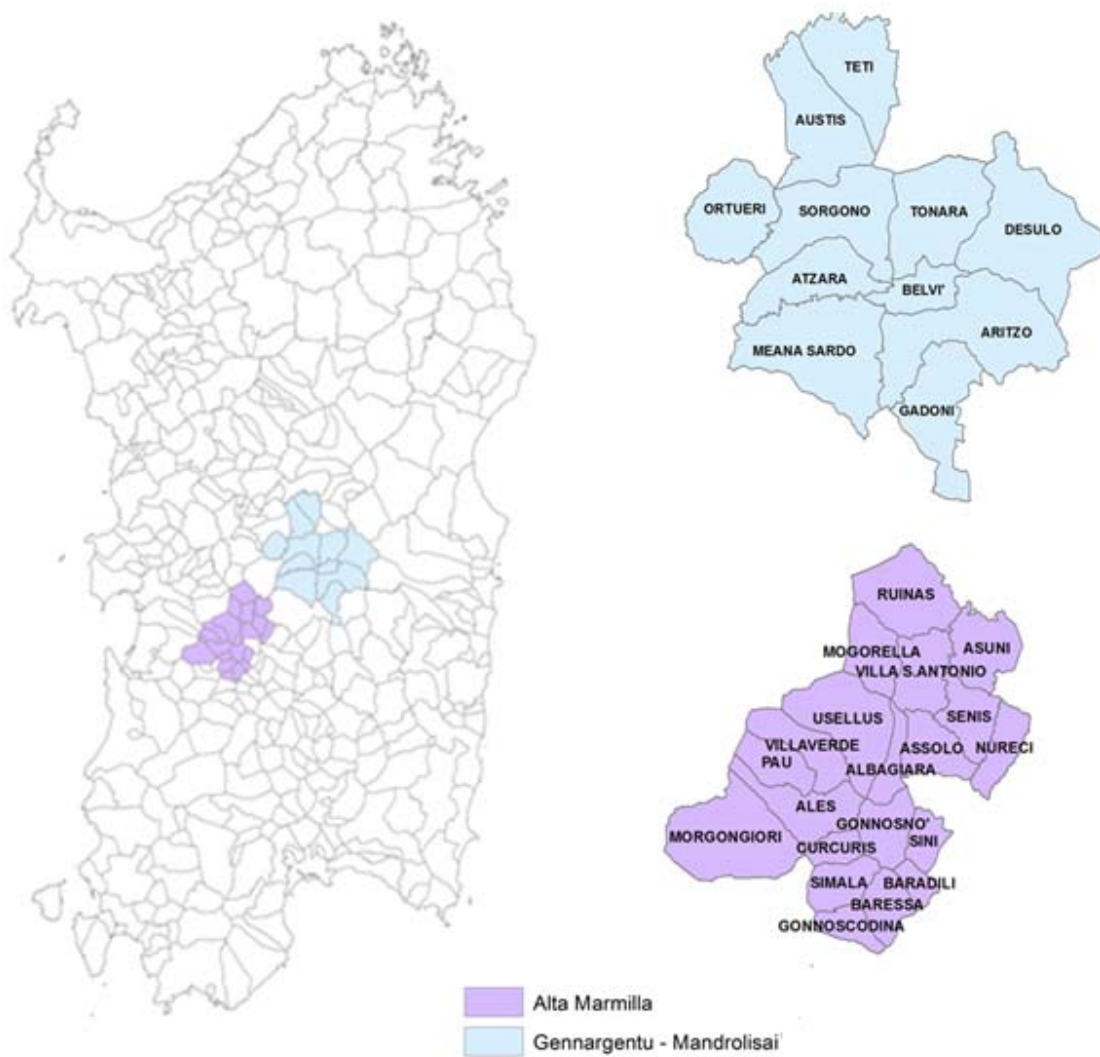 TETI
AUSTIS
ORTUERI
SORGONO
TONARA
DESULO
ATZARA
BELVI'
ARITZO
MEANA SARDO
GADONI
RUINAS
MOGORELLA
ASUNI
VILLA S.ANTONIO
USELLUS
SENIS
VILLAVERDE
ASSOLO
NURECI
PAU
ALBAGIARA
ALES
GONNOSNO'
MORGONGIORI
SINI
CURCURIS
SIMALA
BARADILI
BARESSA
GONNOSCODINA
Alta Marmilla
Gennargentu - Mandrolisai